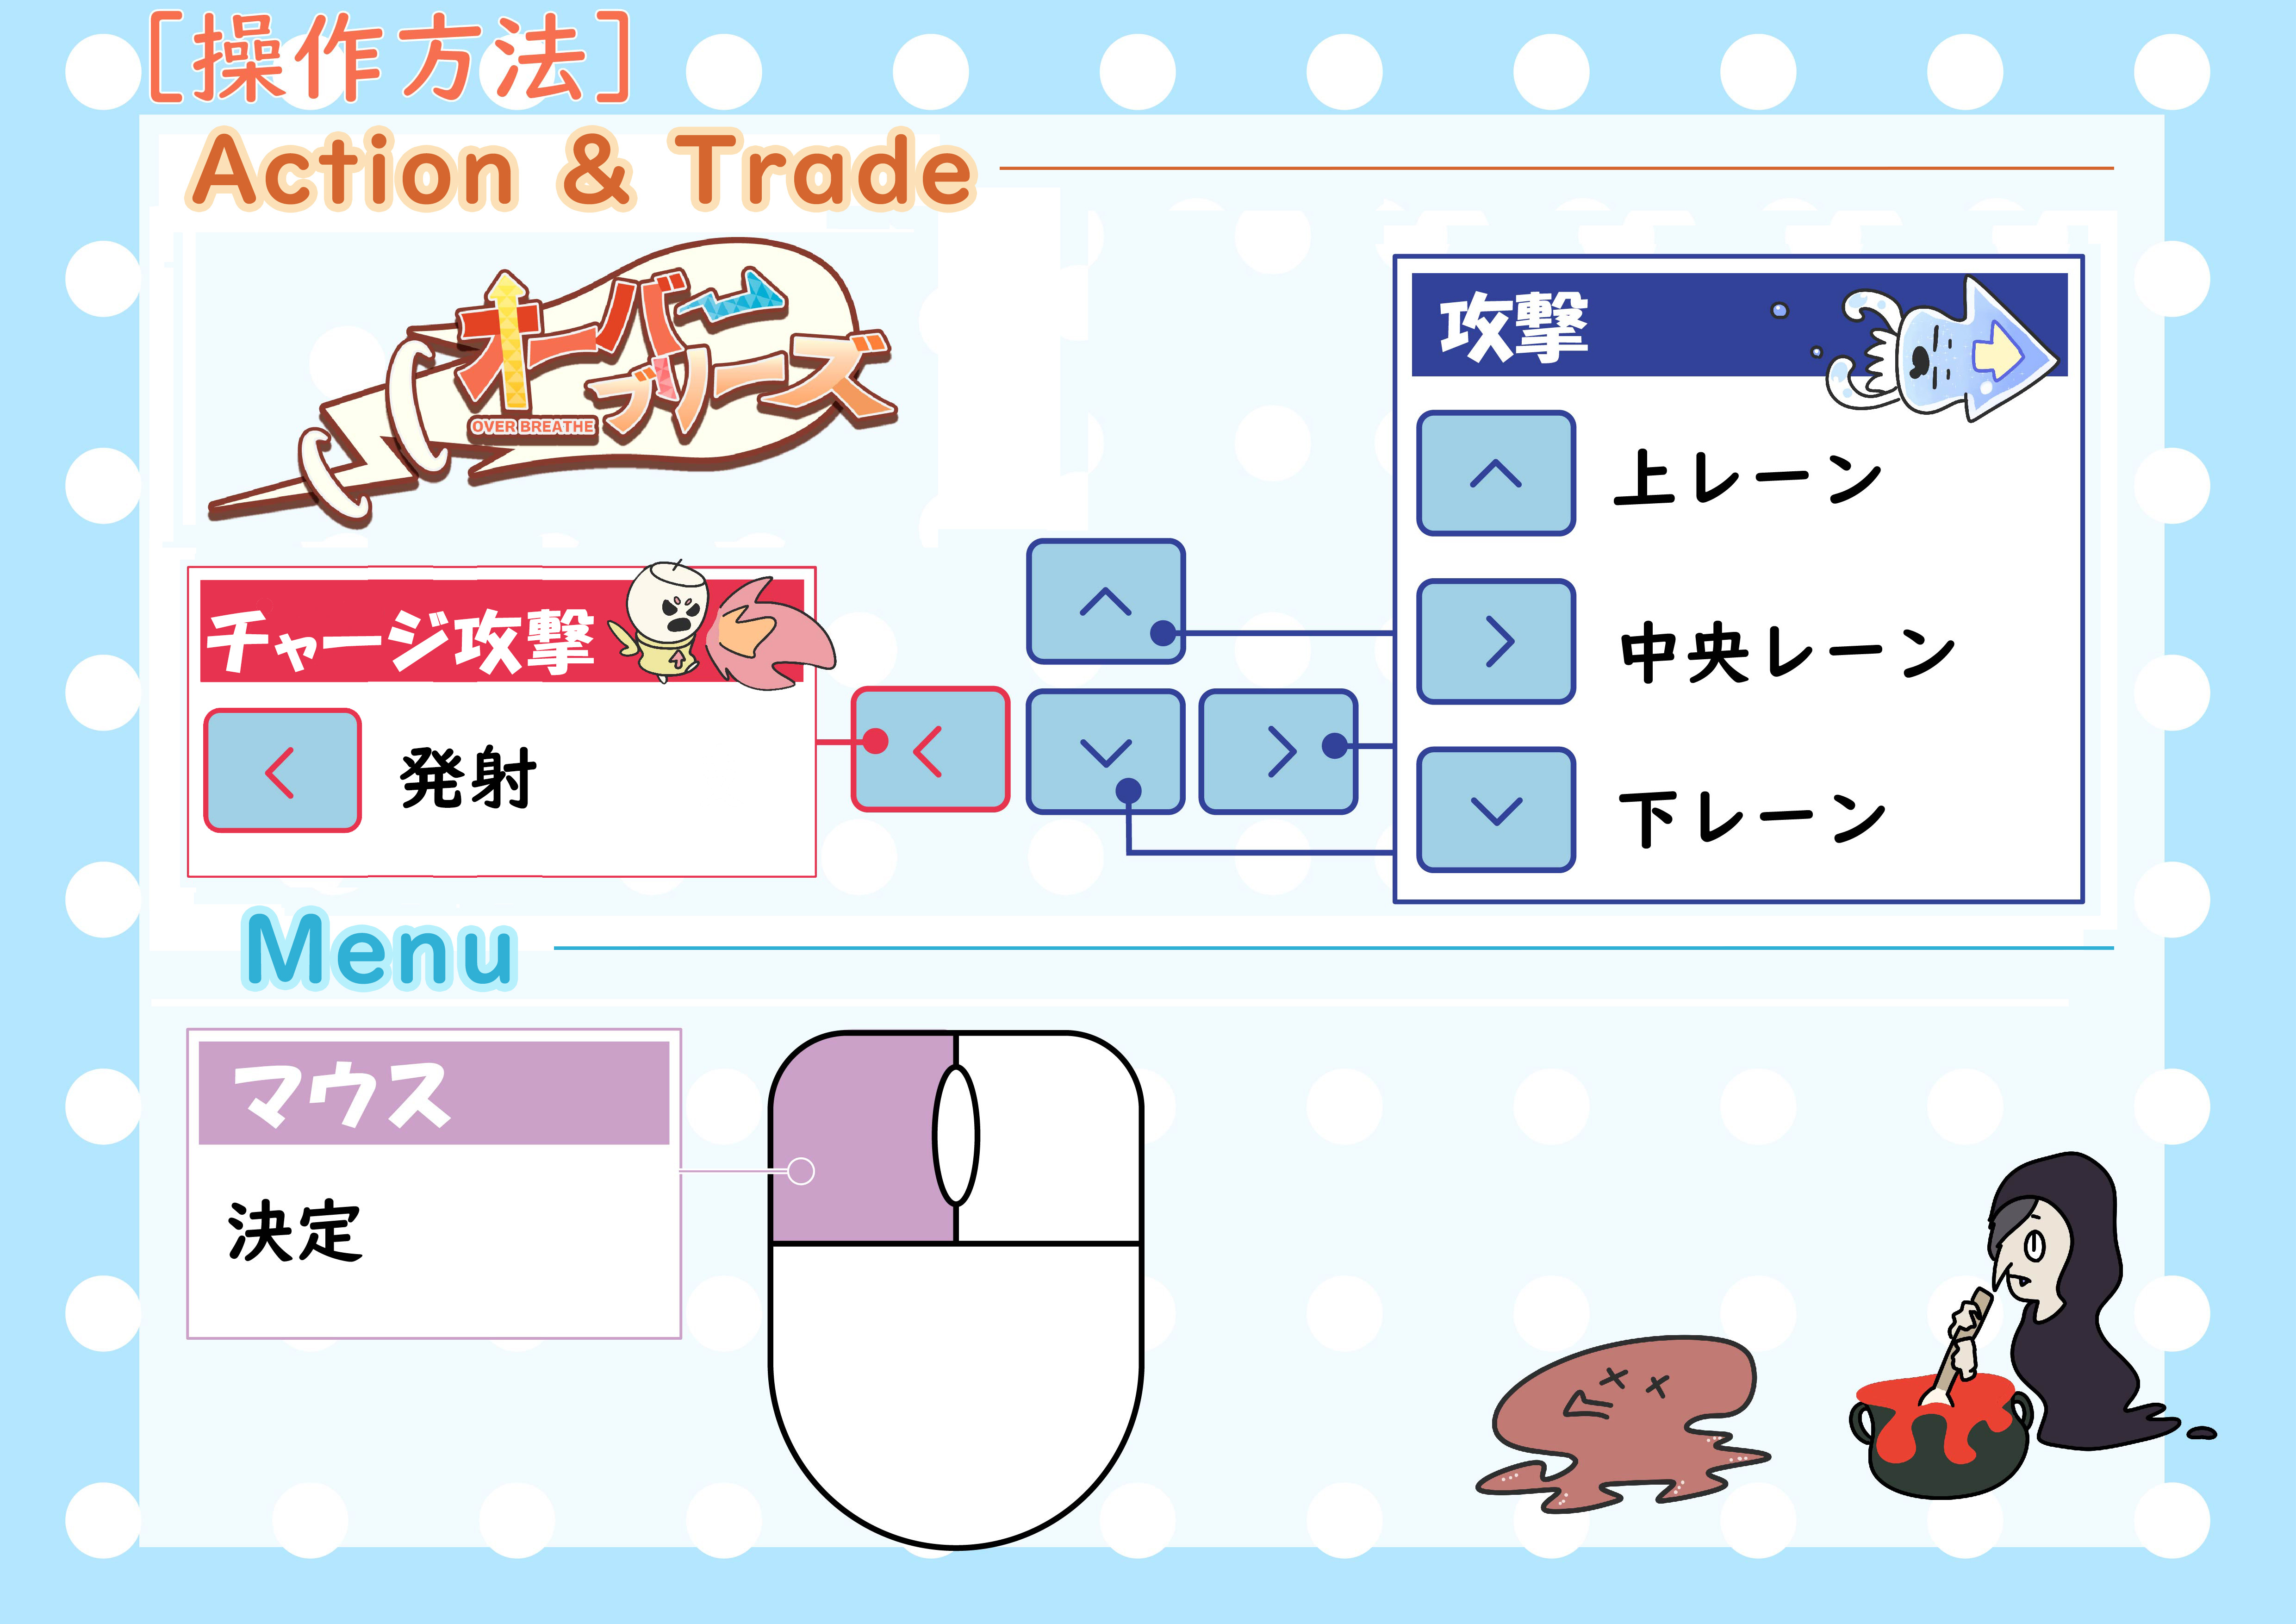 [操作方法]
Action & Trade
オーバー
ブリーズ
OVER BREATHE
攻撃
上レーン
中央レーン
下レーン
チャージ攻撃
発射
Menu
マウス
決定